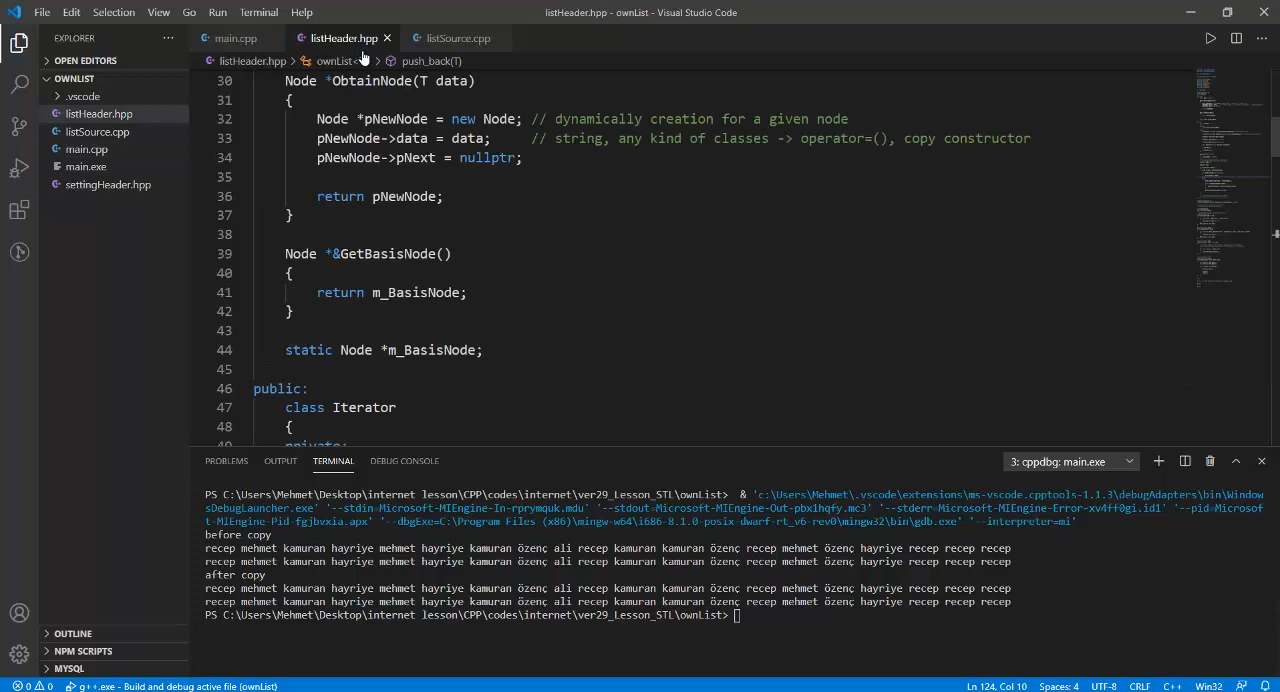 File Edit Selection View Go Run Terminal Help listHeader.hpp - ownList - Visual Studio Code
EXPLORER
main.cpp
listHeader.hpp
listSource.cpp
OPEN EDITORS
listHeader.hpp > ownList< > push_back(T)
OWNLIST
.vscode
listHeader.hpp
listSource.cpp
main.cpp
main.exe
settingHeader.hpp
30 Node *ObtainNode(T data)
31 {
32 Node *pNewNode = new Node; // dynamically creation for a given node
33 pNewNode->data = data; // string, any kind of classes -> operator=(), copy constructor
34 pNewNode->pNext = nullptr;
35
36 return pNewNode;
37 }
38
39 Node *&GetBasisNode()
40 {
41 return m_BasisNode;
42 }
43
44 static Node *m_BasisNode;
45
46 public:
47 class Iterator
48 {
49 private:
PROBLEMS OUTPUT TERMINAL DEBUG CONSOLE 3: cppdbg: main.exe
PS C:\Users\Mehmet\Desktop\internet lesson\CPP\codes\internet\ver29_Lesson_STL\ownList> & 'c:\Users\Mehmet\.vscode\extensions\ms-vscode.cpptools-1.1.3\debugAdapters\bin\Window
sDebugLauncher.exe' '--stdin=Microsoft-MIEngine-In-rprymquk.mdu' '--stdout=Microsoft-MIEngine-Out-pbx1hqfy.mc3' '--stderr=Microsoft-MIEngine-Error-xv4ff0gi.id1' '--pid=Microsof
t-MIEngine-Pid-fgjbvxia.apx' '--dbgExe=C:\Program Files (x86)\mingw-w64\i686-8.1.0-posix-dwarf-rt_v6-rev0\mingw32\bin\gdb.exe' '--interpreter=mi'
before copy
recep mehmet kamuran hayriye mehmet hayriye kamuran özenç ali recep kamuran kamuran özenç recep mehmet özenç hayriye recep recep recep
recep mehmet kamuran hayriye mehmet hayriye kamuran özenç ali recep kamuran kamuran özenç recep mehmet özenç hayriye recep recep recep
after copy
recep mehmet kamuran hayriye mehmet hayriye kamuran özenç ali recep kamuran kamuran özenç recep mehmet özenç hayriye recep recep recep
recep mehmet kamuran hayriye mehmet hayriye kamuran özenç ali recep kamuran kamuran özenç recep mehmet özenç hayriye recep recep recep
PS C:\Users\Mehmet\Desktop\internet lesson\CPP\codes\internet\ver29_Lesson_STL\ownList>
OUTLINE
NPM SCRIPTS
MYSQL
0 0 g++.exe - Build and debug active file (ownList) Ln 124, Col 10 Spaces: 4 UTF-8 CRLF C++ Win32